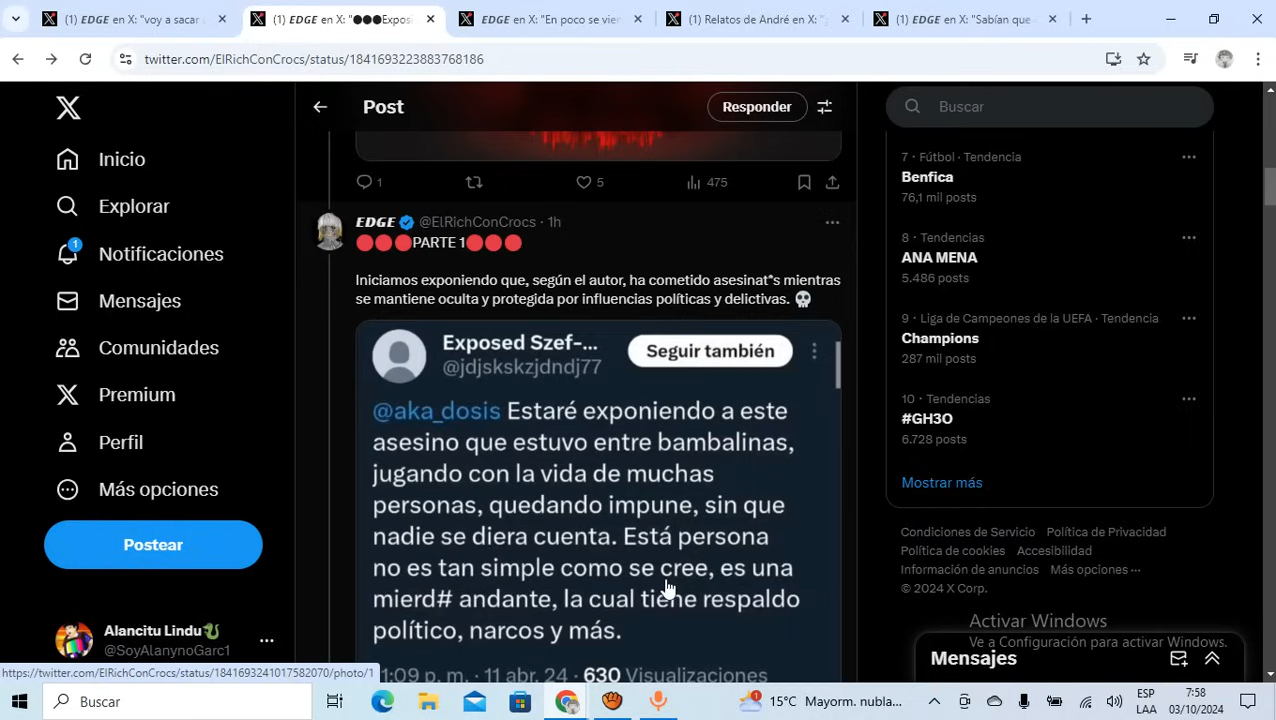 (1) EDGE en X: "voy a sacar
(1) EDGE en X: "●●●Expos
EDGE en X: "En poco se vien
(1) Relatos de André en X: "
(1) EDGE en X: "Sabían que
twitter.com/ElRichConCrocs/status/1841693223883768186
Post
Responder
Buscar
Inicio
Explorar
1
Notificaciones
Mensajes
Comunidades
Premium
Perfil
Más opciones
Postear
Alancitu Lindu🐉
@SoyAlanynoGarc1
1
5
475
EDGE @ElRichConCrocs · 1h
🔴🔴🔴PARTE 1🔴🔴🔴
Iniciamos exponiendo que, según el autor, ha cometido asesinat*s mientras
se mantiene oculta y protegida por influencias políticas y delictivas. 💀
Exposed Szef-...
@jdjskskzjdndj77
Seguir también
@aka_dosis Estaré exponiendo a este
asesino que estuvo entre bambalinas,
jugando con la vida de muchas
personas, quedando impune, sin que
nadie se diera cuenta. Está persona
no es tan simple como se cree, es una
mierd# andante, la cual tiene respaldo
político, narcos y más.
1:09 p. m. · 11 abr. 24 · 630 Visualizaciones
7 · Fútbol · Tendencia
Benfica
76,1 mil posts
8 · Tendencias
ANA MENA
5.486 posts
9 · Liga de Campeones de la UEFA · Tendencia
Champions
287 mil posts
10 · Tendencias
#GH3O
6.728 posts
Mostrar más
Condiciones de Servicio Política de Privacidad
Política de cookies Accesibilidad
Información de anuncios Más opciones ···
© 2024 X Corp.
Activar Windows
Ve a Configuración para activar Windows.
Mensajes
https://twitter.com/ElRichConCrocs/status/1841693241017582070/photo/1
Buscar
15°C Mayorm. nubla...
ESP
LAA
7:58
03/10/2024